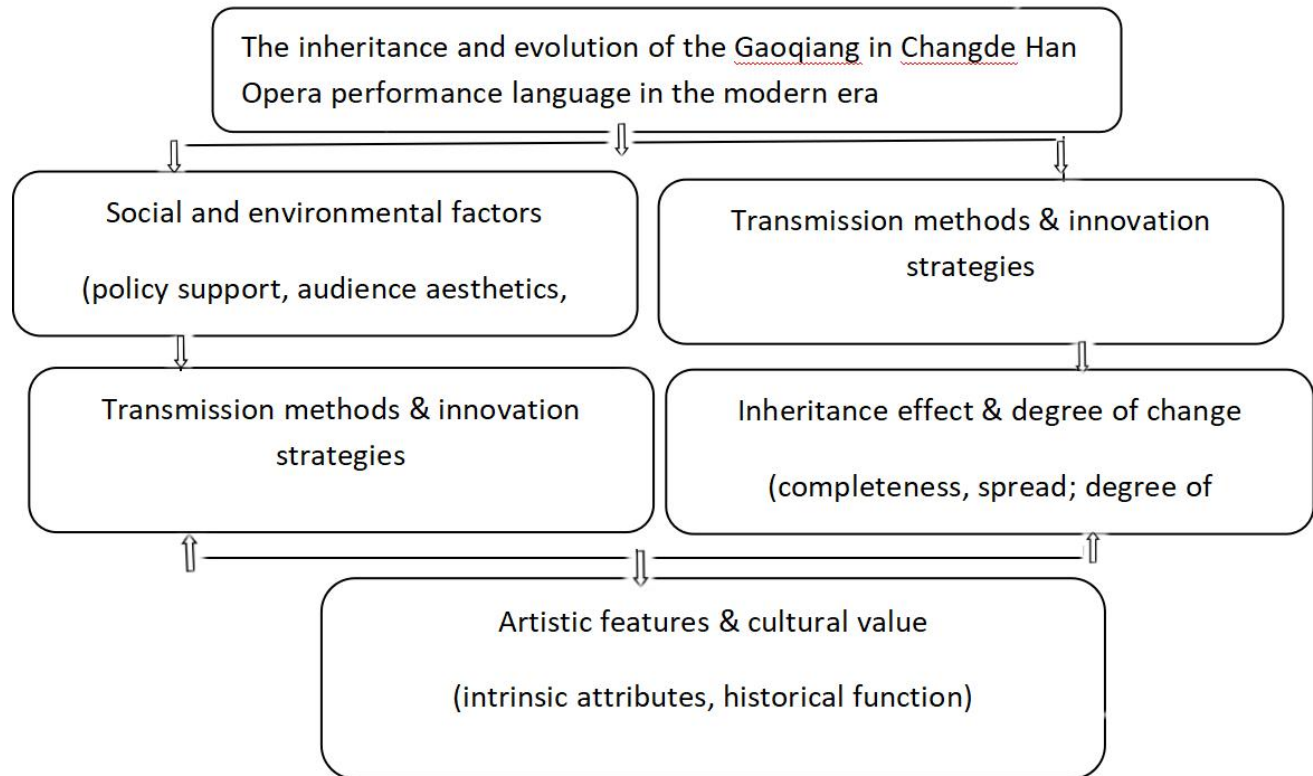 The inheritance and evolution of the Gaoqiang in Changde Han
Opera performance language in the modern era
Social and environmental factors
(policy support, audience aesthetics,
Transmission methods & innovation
strategies
Transmission methods & innovation
strategies
Inheritance effect & degree of change
(completeness, spread; degree of
Artistic features & cultural value
(intrinsic attributes, historical function)